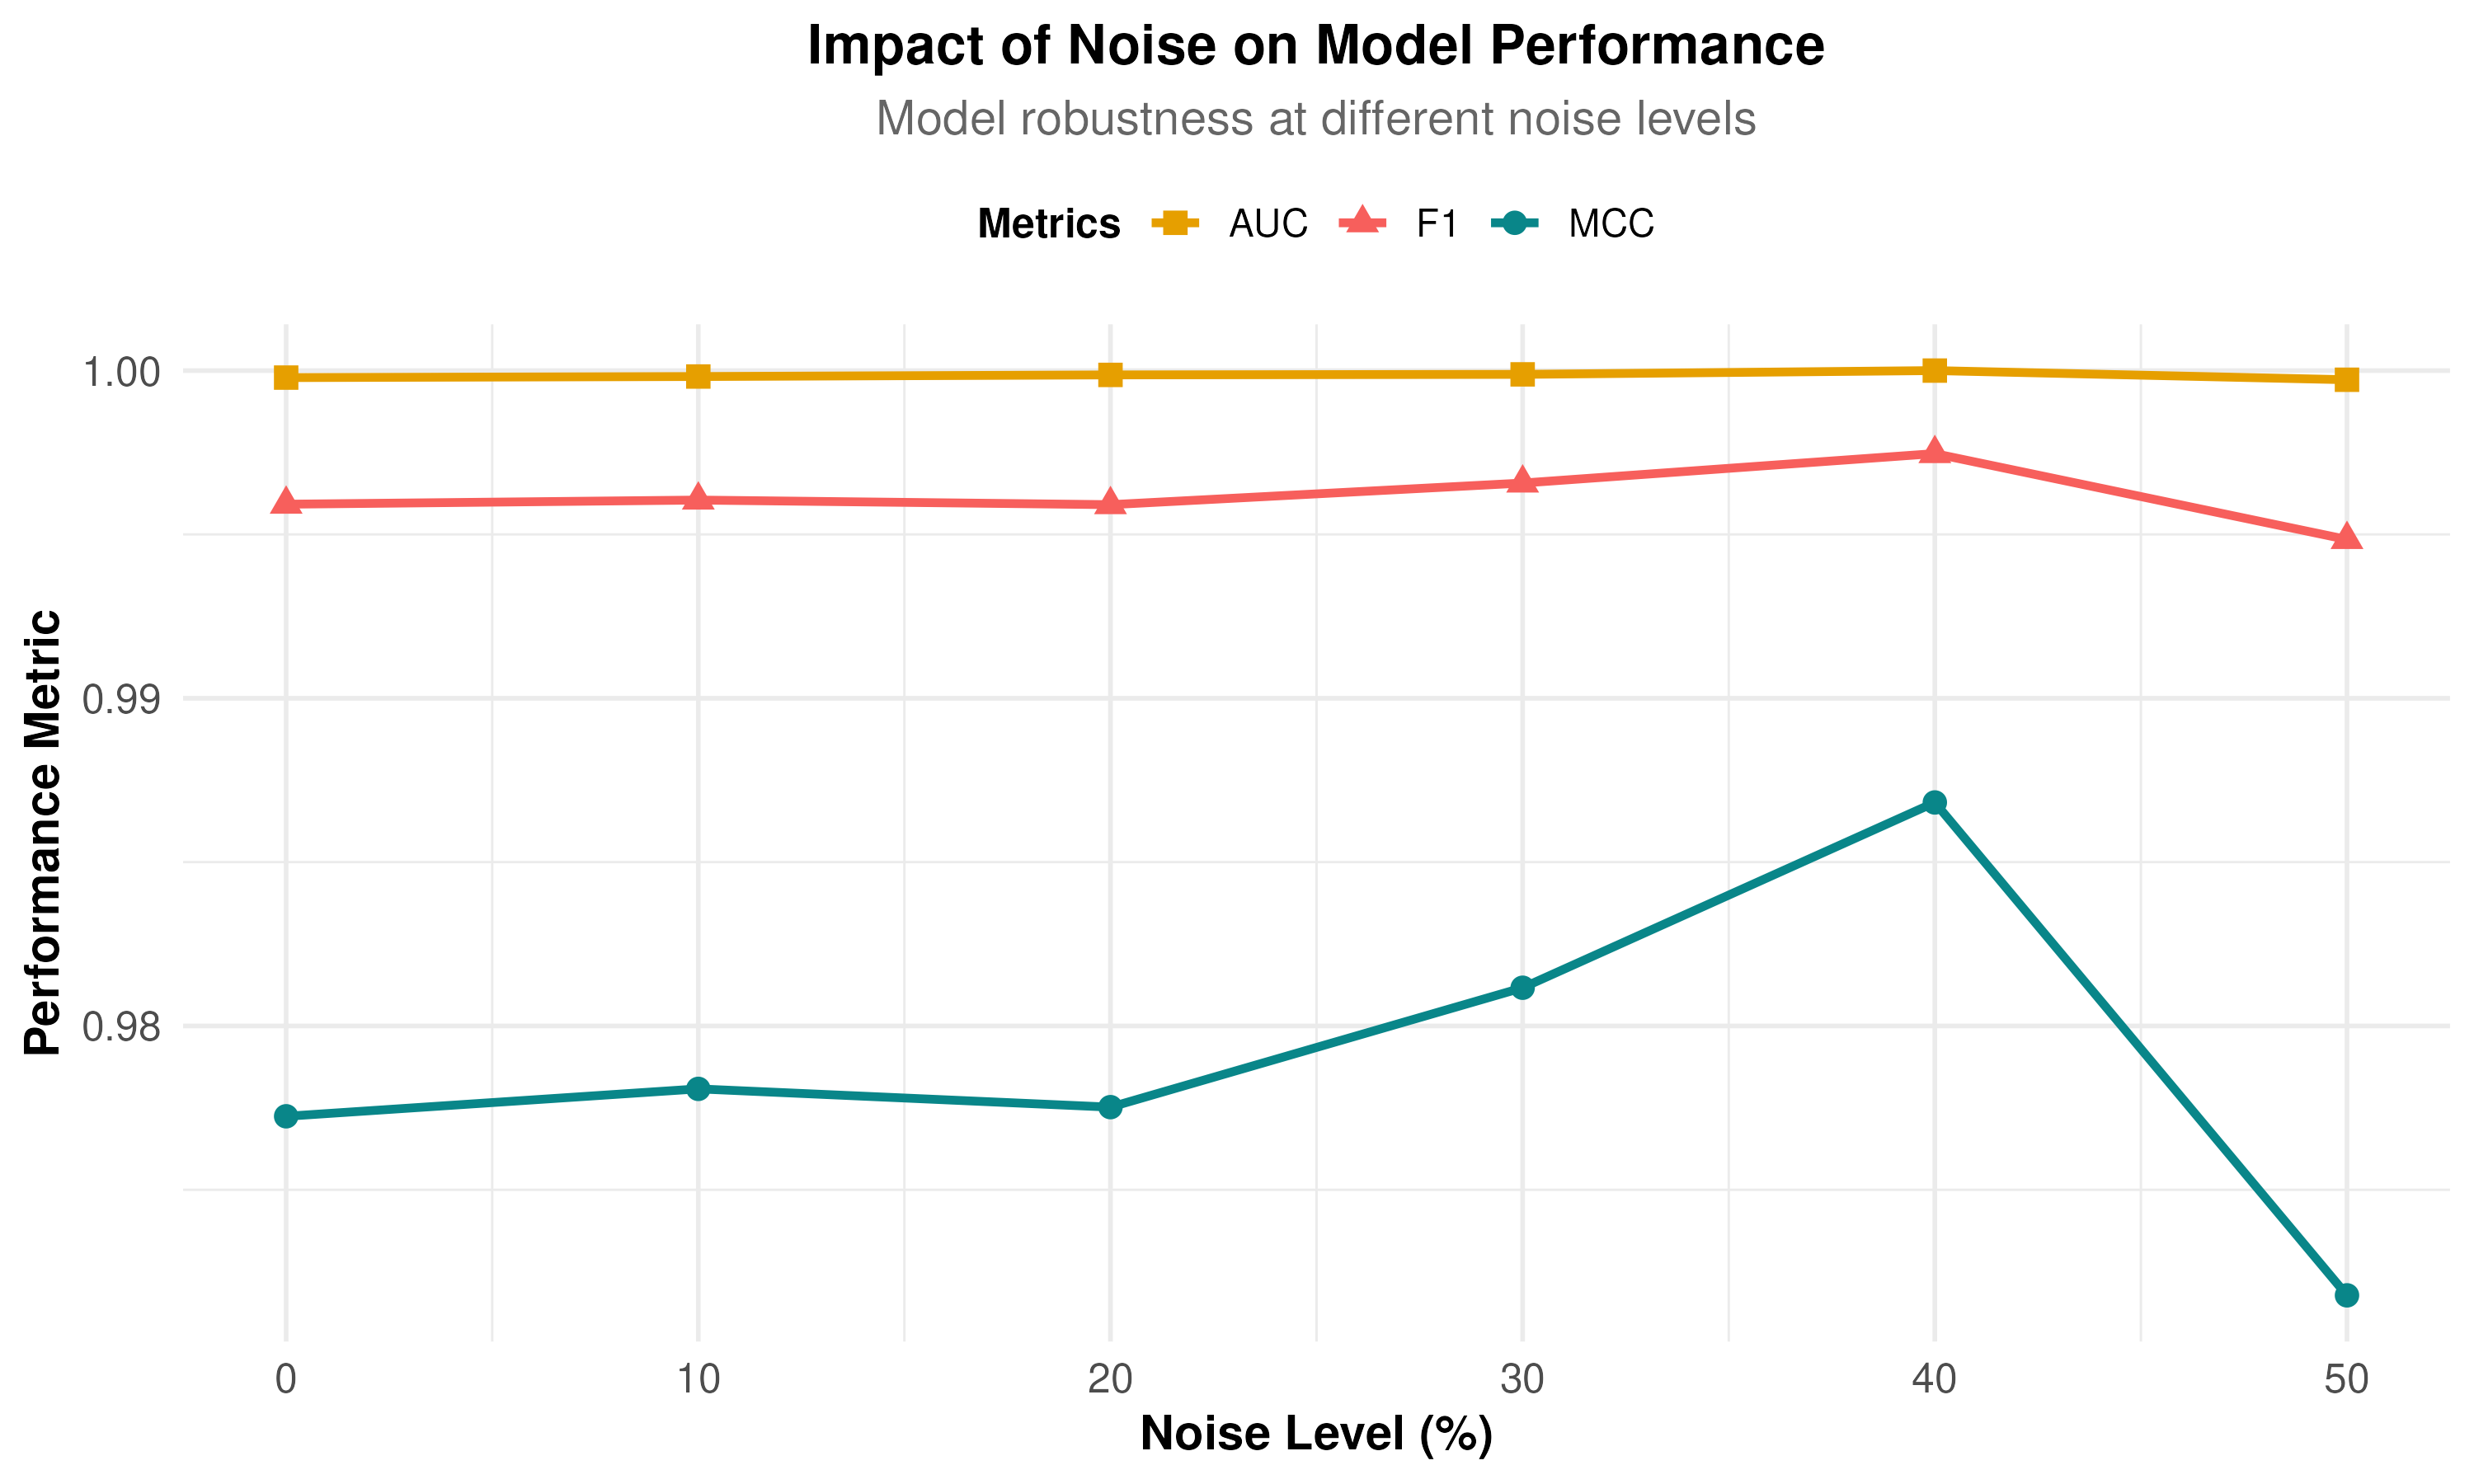 Impact of Noise on Model Performance
Model robustness at different noise levels
Metrics AUC F1 MCC
Performance Metric
1.00
0.99
0.98
0 10 20 30 40 50
Noise Level (%)